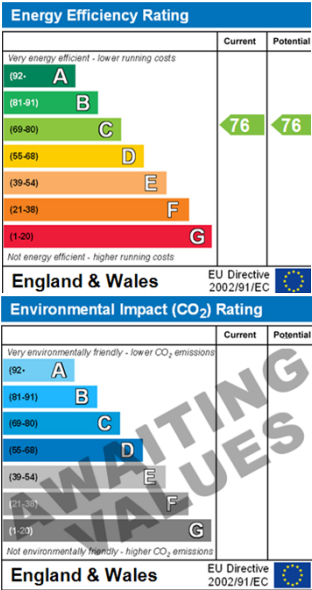 Energy Efficiency Rating
Current Potential
Very energy efficient - lower running costs
(92- A
(81-91) B
(69-80) C 76 76
(55-68) D
(39-54) E
(21-38) F
(1-20) G
Not energy efficient - higher running costs
England & Wales EU Directive
2002/91/EC
Environmental Impact (CO2) Rating
Current Potential
Very environmentally friendly - lower CO2 emissions
(92- A
(81-91) B
(69-80) C
(55-68) D
(39-54) E
(21-38) F
(1-20) G
AWAITING
VALUES
Not environmentally friendly - higher CO2 emissions
England & Wales EU Directive
2002/91/EC